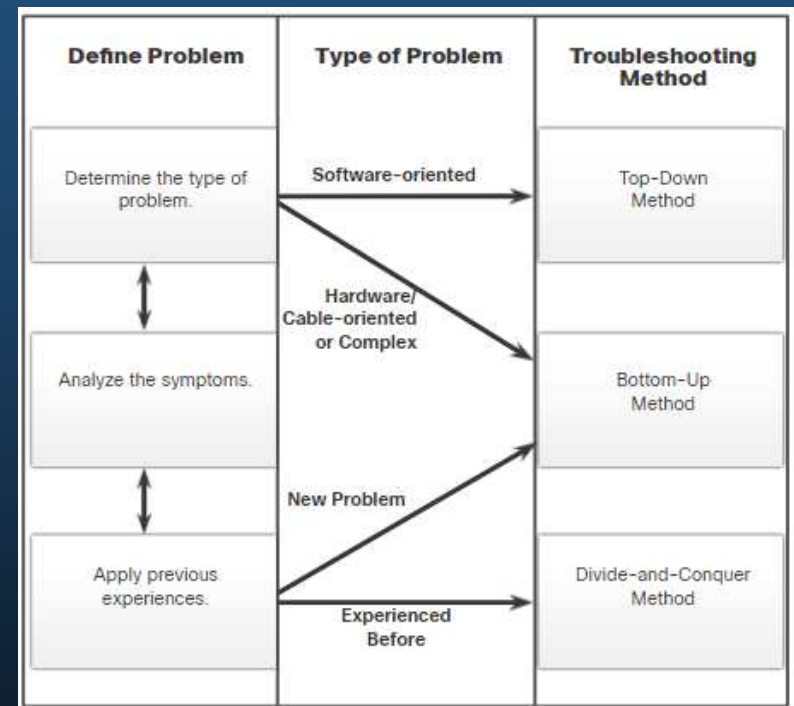 Define Problem
Type of Problem
Troubleshooting
Method
Determine the type of
problem.
Software-oriented
Top-Down
Method
Hardware/
Cable-oriented
or Complex
Analyze the symptoms.
Bottom-Up
Method
New Problem
Apply previous
experiences.
Experienced
Before
Divide-and-Conquer
Method